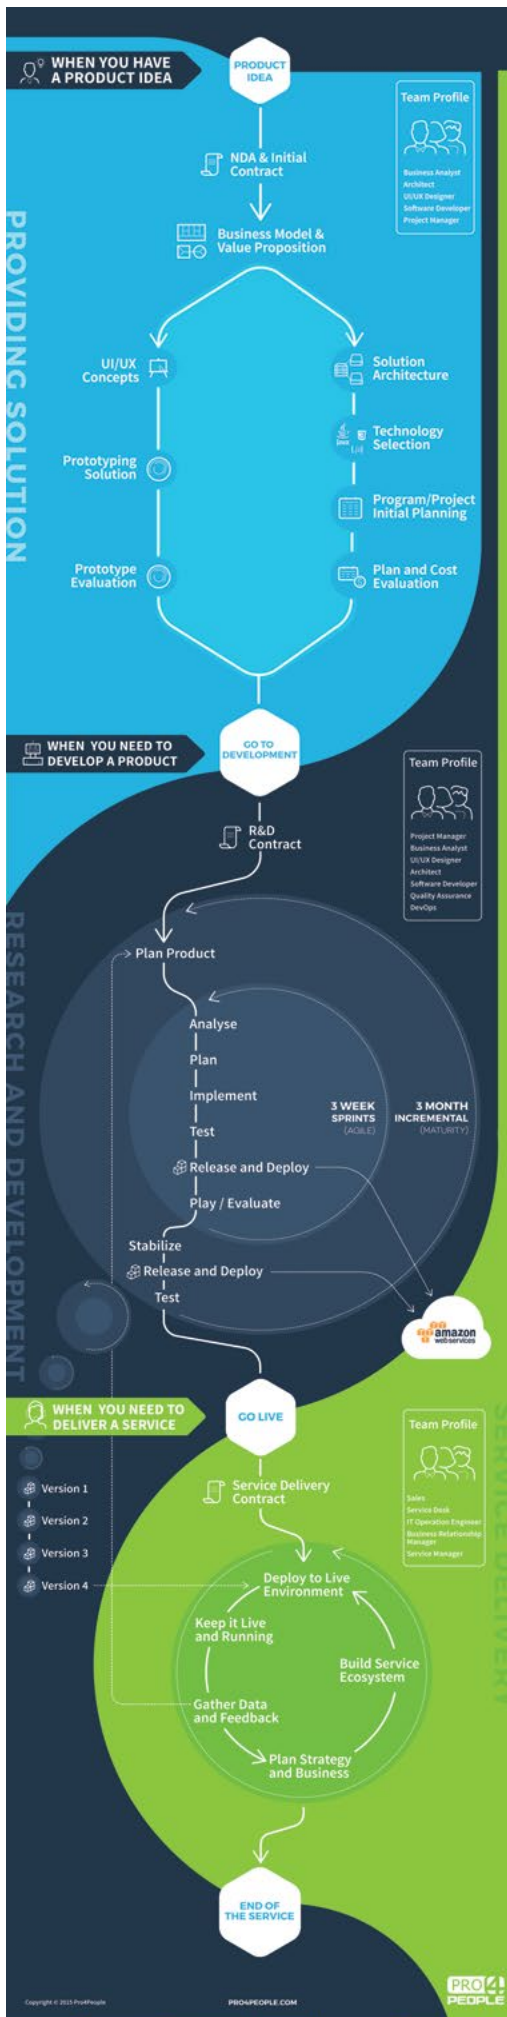 WHEN YOU HAVE
A PRODUCT IDEA
PRODUCT
IDEA
Team Profile
Business Analyst
Architect
UI/UX Designer
Software Developer
Project Manager
NDA & Initial
Contract
Business Model &
Value Proposition
PROVIDING SOLUTION
UI/UX
Concepts
Solution
Architecture
Technology
Selection
Prototyping
Solution
Program/Project
Initial Planning
Prototype
Evaluation
Plan and Cost
Evaluation
WHEN YOU NEED TO
DEVELOP A PRODUCT
GO TO
DEVELOPMENT
Team Profile
Project Manager
Business Analyst
UI/UX Designer
Architect
Software Developer
Quality Assurance
DevOps
R&D
Contract
RESEARCH AND DEVELOPMENT
Plan Product
Analyse
Plan
Implement
Test
Release and Deploy
Play / Evaluate
3 WEEK
SPRINTS
(AGILE)
3 MONTH
INCREMENTAL
(MATURITY)
Stabilize
Release and Deploy
Test
amazon
web services
WHEN YOU NEED TO
DELIVER A SERVICE
GO LIVE
Team Profile
Sales
Service Desk
IT Operation Engineer
Business Relationship
Manager
Service Manager
SERVICE DELIVERY
Service Delivery
Contract
Version 1
Version 2
Version 3
Version 4
Deploy to Live
Environment
Keep it Live
and Running
Build Service
Ecosystem
Gather Data
and Feedback
Plan Strategy
and Business
END OF
THE SERVICE
PRO4
PEOPLE
Copyright © 2015 Pro4People
PRO4PEOPLE.COM